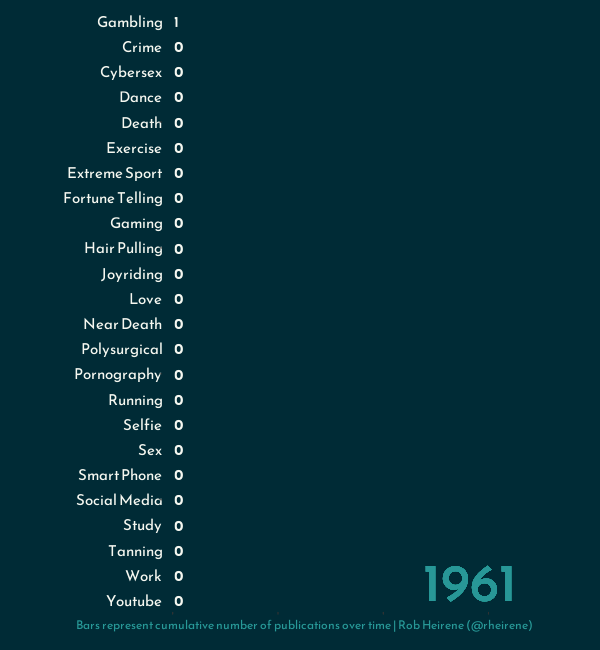 Gambling 1
Crime 0
Cybersex 0
Dance 0
Death 0
Exercise 0
Extreme Sport 0
Fortune Telling 0
Gaming 0
Hair Pulling 0
Joyriding 0
Love 0
Near Death 0
Polysurgical 0
Pornography 0
Running 0
Selfie 0
Sex 0
Smart Phone 0
Social Media 0
Study 0
Tanning 0
Work 0
Youtube 0
1961
Bars represent cumulative number of publications over time | Rob Heirene (@rheirene)